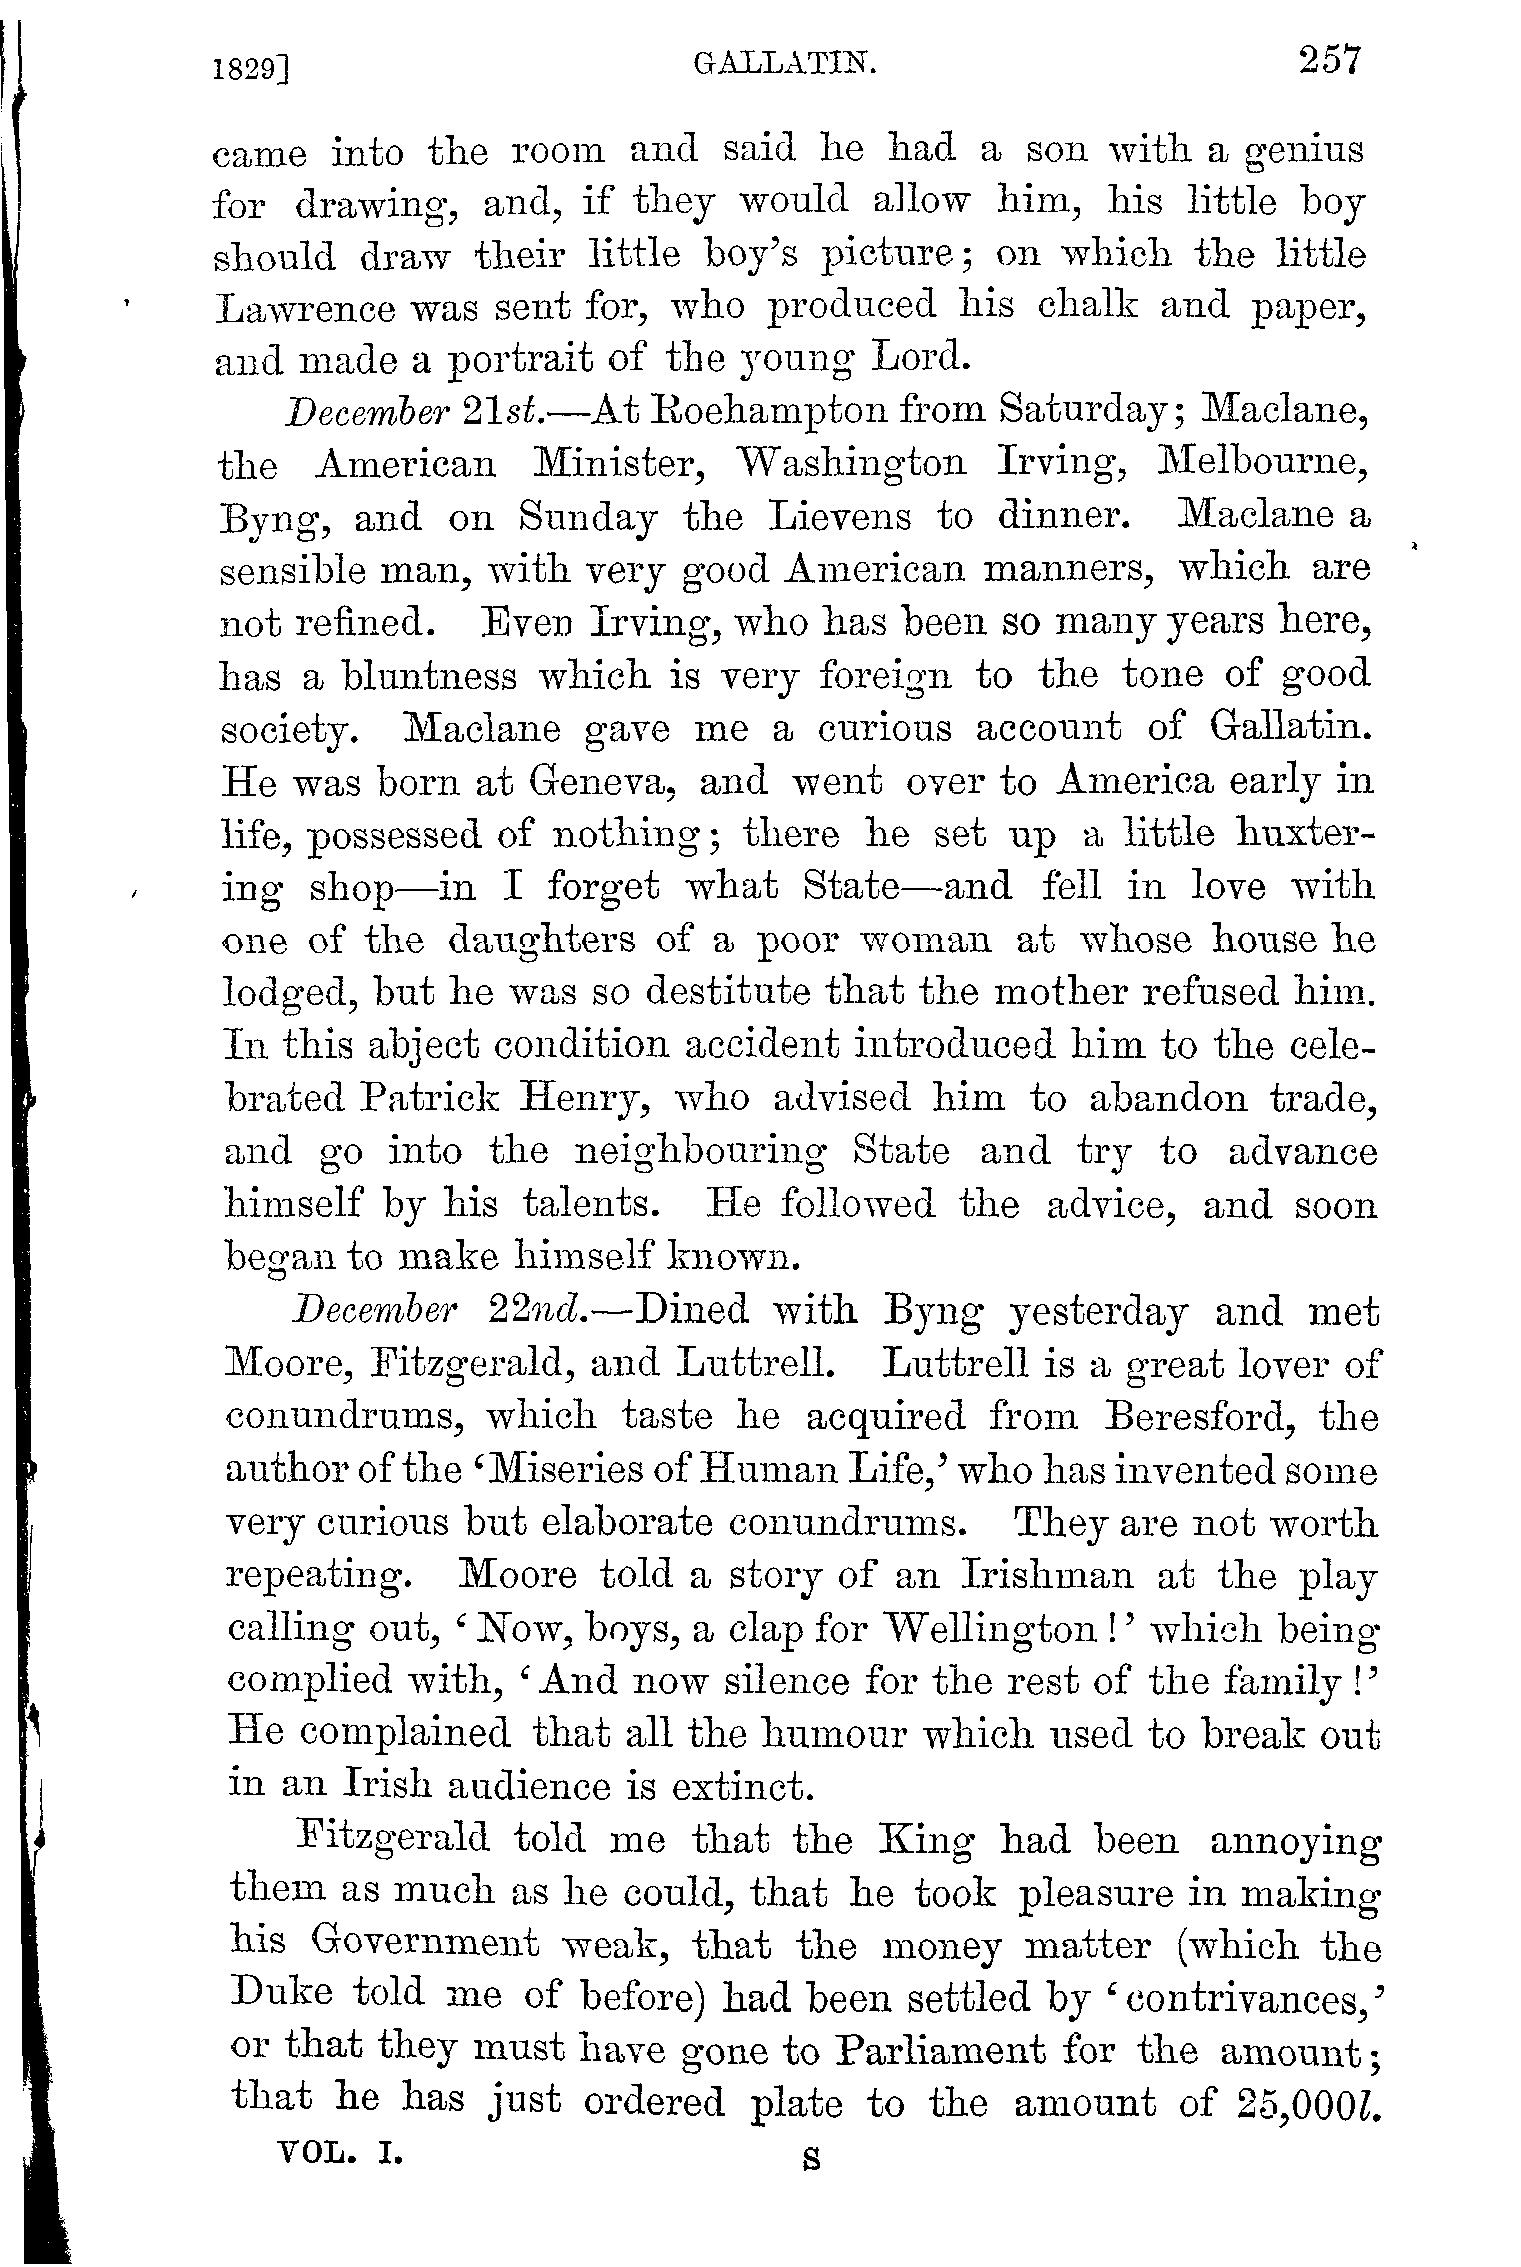 1829] GALLATIN. 257
came into the room and said he had a son with a genius
for drawing, and, if they would allow him, his little boy
should draw their little boy's picture; on which the little
Lawrence was sent for, who produced his chalk and paper,
and made a portrait of the young Lord.
December 21st.—At Roehampton from Saturday; Maclane,
the American Minister, Washington Irving, Melbourne,
Byng, and on Sunday the Lievens to dinner. Maclane a
sensible man, with very good American manners, which are
not refined. Even Irving, who has been so many years here,
has a bluntness which is very foreign to the tone of good
society. Maclane gave me a curious account of Gallatin.
He was born at Geneva, and went over to America early in
life, possessed of nothing; there he set up a little huxter-
ing shop—in I forget what State—and fell in love with
one of the daughters of a poor woman at whose house he
lodged, but he was so destitute that the mother refused him.
In this abject condition accident introduced him to the cele-
brated Patrick Henry, who advised him to abandon trade,
and go into the neighbouring State and try to advance
himself by his talents. He followed the advice, and soon
began to make himself known.
December 22nd.—Dined with Byng yesterday and met
Moore, Fitzgerald, and Luttrell. Luttrell is a great lover of
conundrums, which taste he acquired from Beresford, the
author of the 'Miseries of Human Life,' who has invented some
very curious but elaborate conundrums. They are not worth
repeating. Moore told a story of an Irishman at the play
calling out, 'Now, boys, a clap for Wellington!' which being
complied with, 'And now silence for the rest of the family!'
He complained that all the humour which used to break out
in an Irish audience is extinct.
Fitzgerald told me that the King had been annoying
them as much as he could, that he took pleasure in making
his Government weak, that the money matter (which the
Duke told me of before) had been settled by 'contrivances,'
or that they must have gone to Parliament for the amount;
that he has just ordered plate to the amount of 25,000l.
VOL. I. S